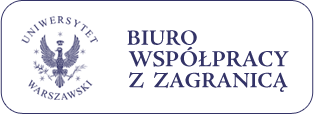 UNIWERSYTET
WARSZAWSKI
BIURO
WSPÓŁPRACY
Z ZAGRANICĄ